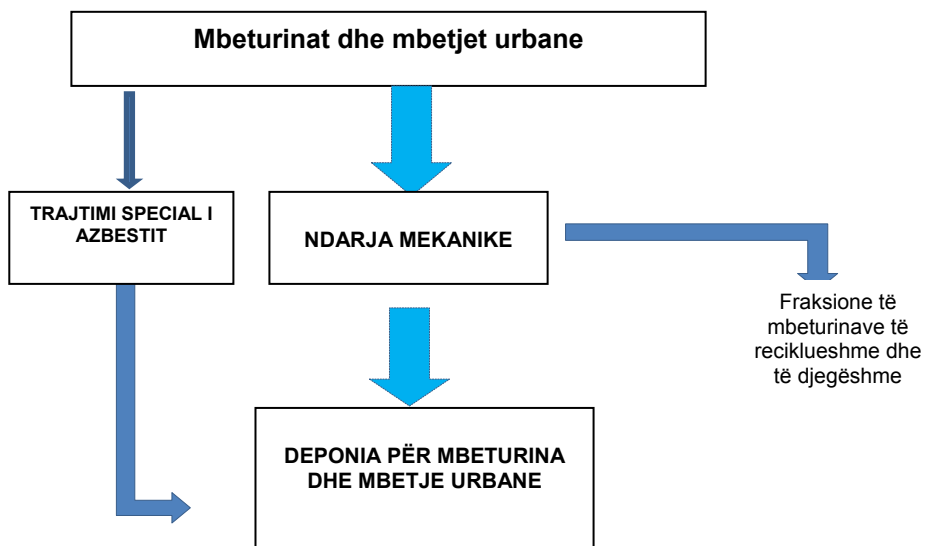 Mbeturinat dhe mbetjet urbane
TRAJTIMI SPECIAL I
AZBESTIT
NDARJA MEKANIKE
Fraksione të
mbeturinave të
reciklueshme dhe
të djegëshme
DEPONIA PËR MBETURINA
DHE MBETJE URBANE